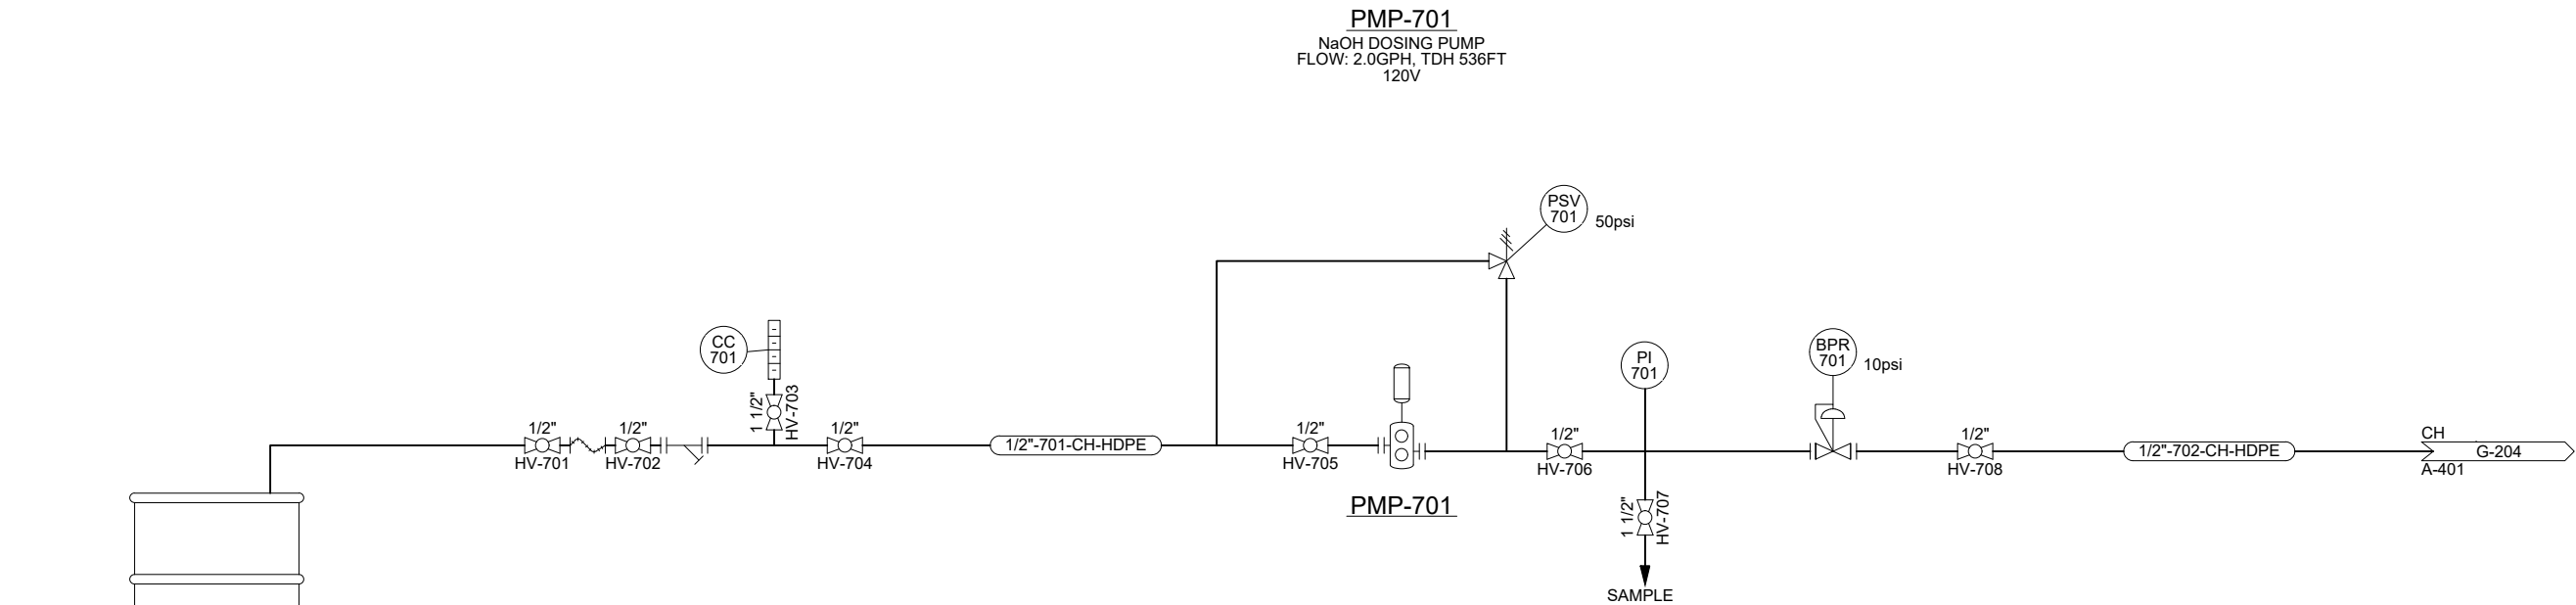 PMP-701
NaOH DOSING PUMP
FLOW: 2.0GPH, TDH 536FT
120V
PSV
701
50psi
CC
701
PI
701
BPR
701
10psi
1 1/2"
HV-703
1/2"
HV-701
1/2"
HV-702
1/2"
HV-704
1/2"-701-CH-HDPE
1/2"
HV-705
1/2"
HV-706
1/2"
HV-708
1/2"-702-CH-HDPE
CH
G-204
A-401
PMP-701
1 1/2"
HV-707
SAMPLE